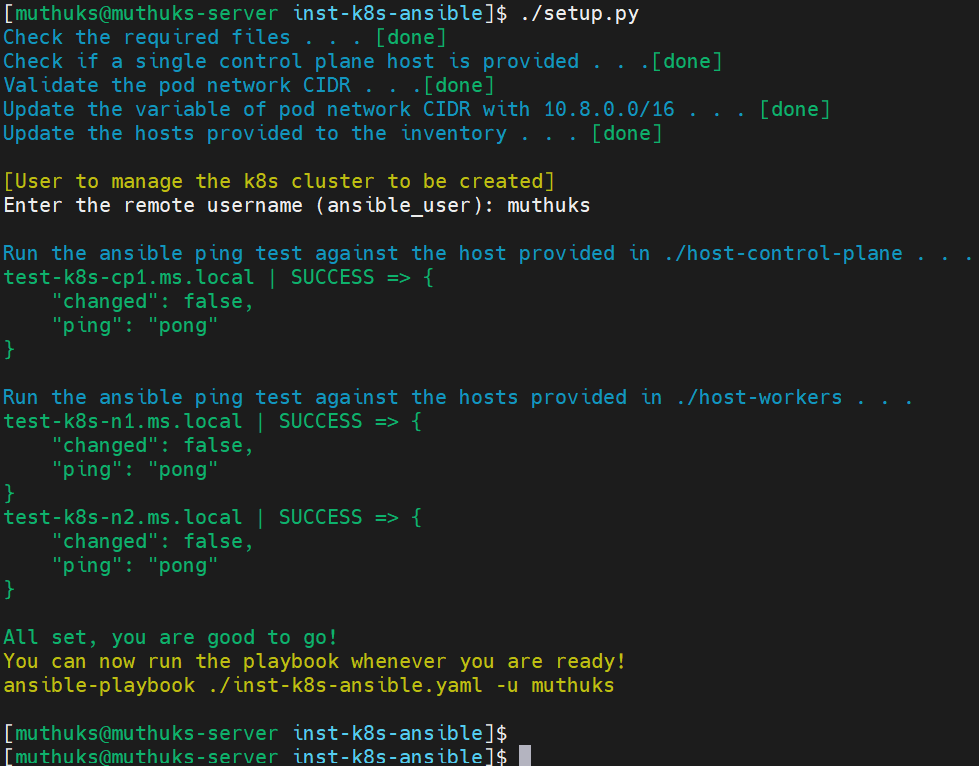 [muthuks@muthuks-server inst-k8s-ansible]$ ./setup.py
Check the required files . . . [done]
Check if a single control plane host is provided . . .[done]
Validate the pod network CIDR . . .[done]
Update the variable of pod network CIDR with 10.8.0.0/16 . . . [done]
Update the hosts provided to the inventory . . . [done]

[User to manage the k8s cluster to be created]
Enter the remote username (ansible_user): muthuks

Run the ansible ping test against the host provided in ./host-control-plane . . .
test-k8s-cp1.ms.local | SUCCESS => {
    "changed": false,
    "ping": "pong"
}

Run the ansible ping test against the hosts provided in ./host-workers . . .
test-k8s-n1.ms.local | SUCCESS => {
    "changed": false,
    "ping": "pong"
}
test-k8s-n2.ms.local | SUCCESS => {
    "changed": false,
    "ping": "pong"
}

All set, you are good to go!
You can now run the playbook whenever you are ready!
ansible-playbook ./inst-k8s-ansible.yaml -u muthuks

[muthuks@muthuks-server inst-k8s-ansible]$
[muthuks@muthuks-server inst-k8s-ansible]$